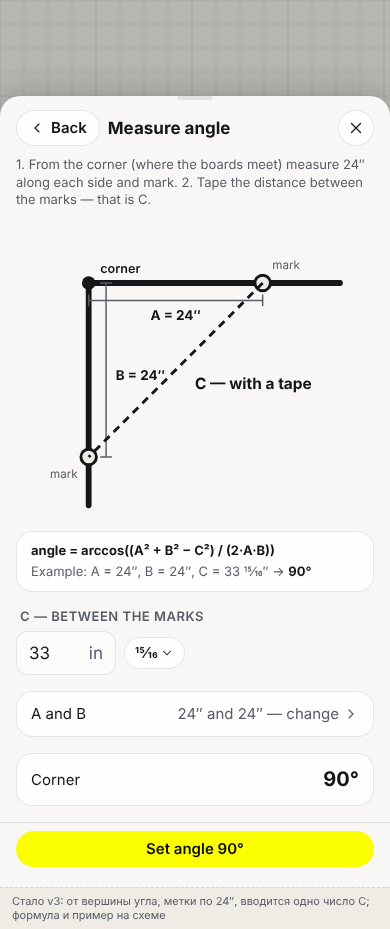 Back
Measure angle
1. From the corner (where the boards meet) measure 24″
along each side and mark. 2. Tape the distance between
the marks — that is C.
corner
mark
A = 24″
B = 24″
C — with a tape
mark
angle = arccos((A² + B² − C²) / (2·A·B))
Example: A = 24″, B = 24″, C = 33 ¹⁵⁄₁₆″ → 90°
C — BETWEEN THE MARKS
33 in
¹⁵⁄₁₆
A and B
24″ and 24″ — change
Corner
90°
Set angle 90°
Стало v3: от вершины угла, метки по 24″, вводится одно число C;
формула и пример на схеме